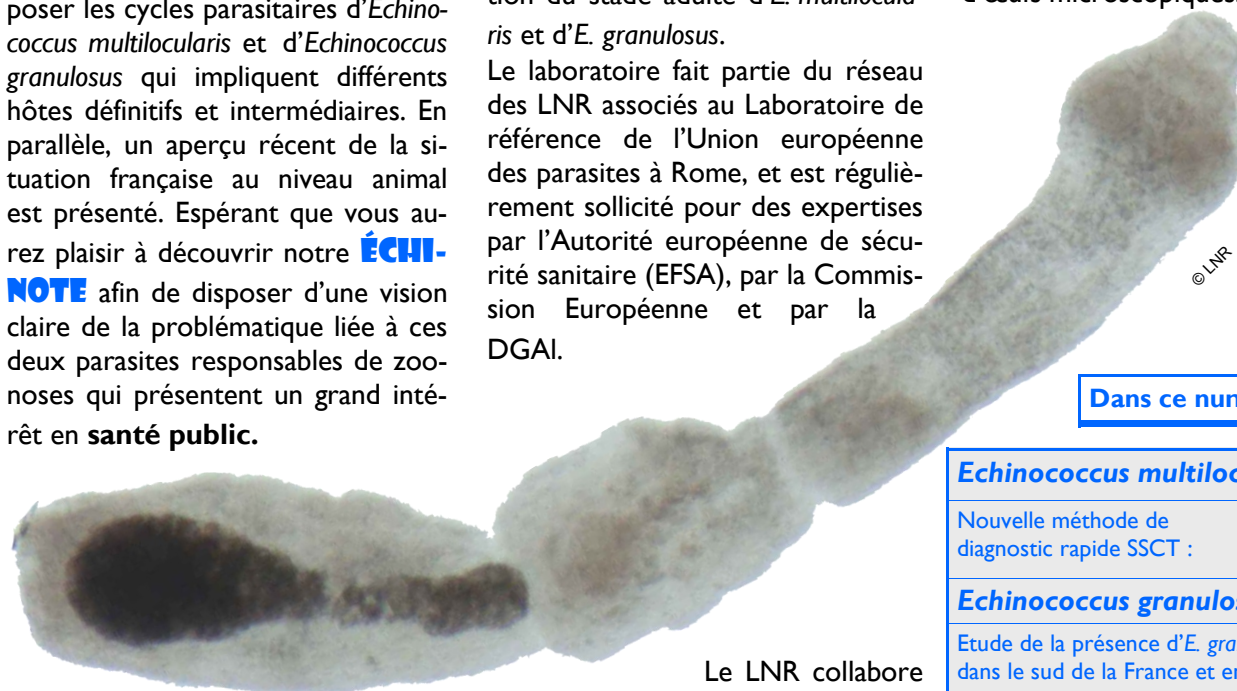 poser les cycles parasitaires d'Echino-
coccus multilocularis et d'Echinococcus
granulosus qui impliquent différents
hôtes définitifs et intermédiaires. En
parallèle, un aperçu récent de la si-
tuation française au niveau animal
est présenté. Espérant que vous au-
rez plaisir à découvrir notre ÉCHI-
NOTE afin de disposer d'une vision
claire de la problématique liée à ces
deux parasites responsables de zoo-
noses qui présentent un grand inté-
rêt en santé public.
tion du stade adulte d'E. multilocula-
ris et d'E. granulosus.
Le laboratoire fait partie du réseau
des LNR associés au Laboratoire de
référence de l'Union européenne
des parasites à Rome, et est réguliè-
rement sollicité pour des expertises
par l'Autorité européenne de sécu-
rité sanitaire (EFSA), par la Commis-
sion Européenne et par la
DGAl.
Le LNR collabore
d'œufs microscopiques.
© LNR
Dans ce
Echinococcus
Nouvelle méthode de
diagnostic rapide SSCT :
Echinococcus
Etude de la présence d'E.
dans le sud de la France et